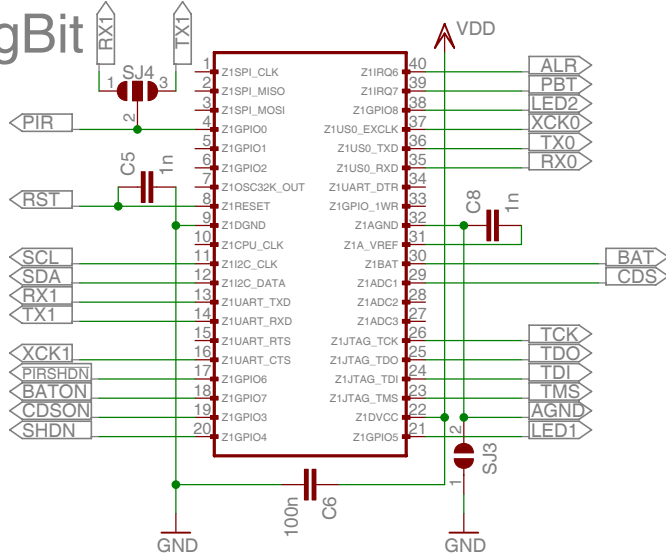 gBit
RX1
TX1
VDD
SJ4
1
3
2
PIR
C5
1n
RST
SCL
SDA
RX1
TX1
XCK1
PIRSHDN
BATON
CDSON
SHDN
1 Z1SPI_CLK
2 Z1SPI_MISO
3 Z1SPI_MOSI
4 Z1GPIO0
5 Z1GPIO1
6 Z1GPIO2
7 Z1OSC32K_OUT
8 Z1RESET
9 Z1DGND
10 Z1CPU_CLK
11 Z1I2C_CLK
12 Z1I2C_DATA
13 Z1UART_TXD
14 Z1UART_RXD
15 Z1UART_RTS
16 Z1UART_CTS
17 Z1GPIO6
18 Z1GPIO7
19 Z1GPIO3
20 Z1GPIO4
Z1IRQ6 40
Z1IRQ7 39
Z1GPIO8 38
Z1US0_EXCLK 37
Z1US0_TXD 36
Z1US0_RXD 35
Z1UART_DTR 34
Z1GPIO_1WR 33
Z1AGND 32
Z1A_VREF 31
Z1BAT 30
Z1ADC1 29
Z1ADC2 28
Z1ADC3 27
Z1JTAG_TCK 26
Z1JTAG_TDO 25
Z1JTAG_TDI 24
Z1JTAG_TMS 23
Z1DVCC 22
Z1GPIO5 21
ALR
PBT
LED2
XCK0
TX0
RX0
C8
1n
BAT
CDS
TCK
TDO
TDI
TMS
AGND
LED1
2
SJ3
1
100n
C6
GND
GND